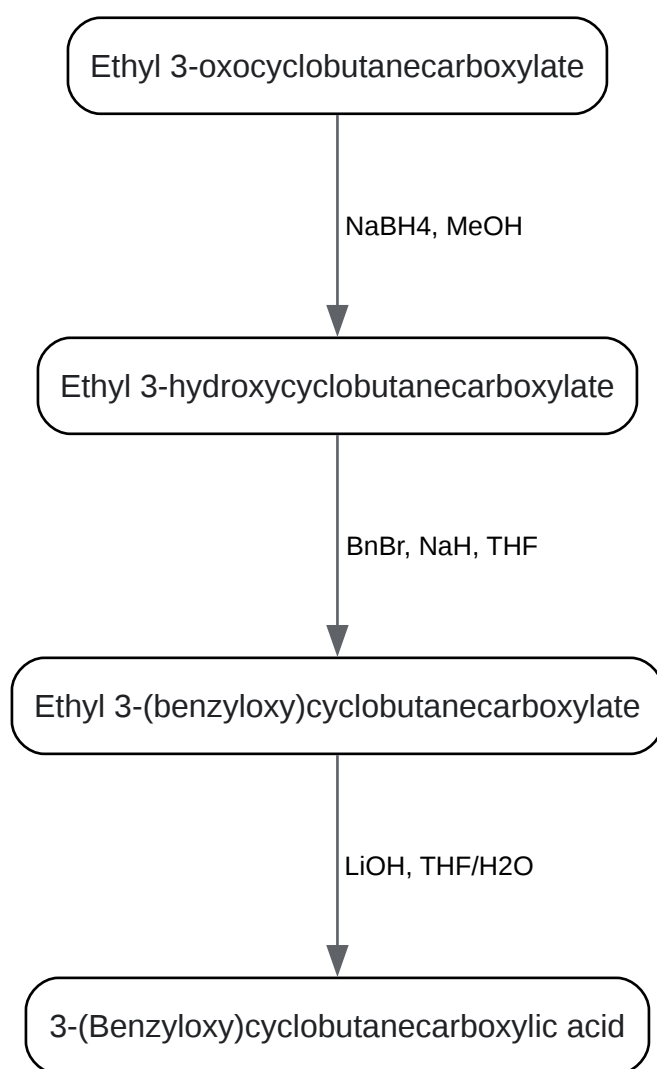 Ethyl 3-oxocyclobutanecarboxylate
NaBH4, MeOH
Ethyl 3-hydroxycyclobutanecarboxylate
BnBr, NaH, THF
Ethyl 3-(benzyloxy)cyclobutanecarboxylate
LiOH, THF/H2O
3-(Benzyloxy)cyclobutanecarboxylic acid